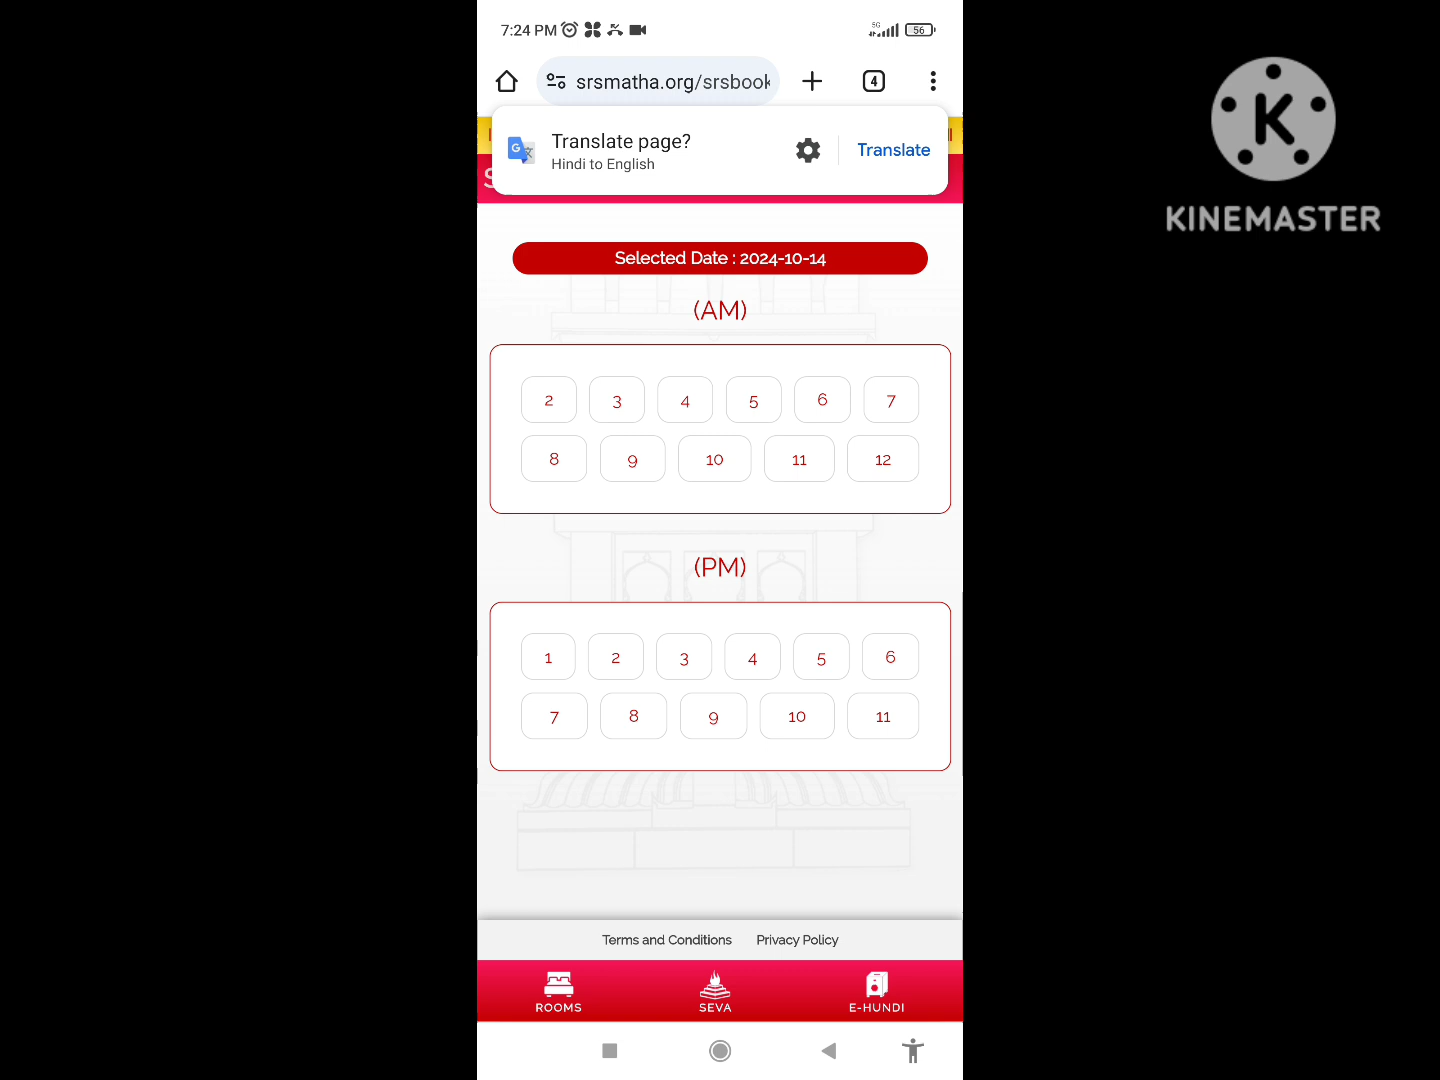 7:24 PM 5G 56
srsmatha.org/srsbook 4
Translate page?
Hindi to English
Translate
S
Selected Date : 2024-10-14
(AM)
2 3 4 5 6 7
8 9 10 11 12
(PM)
1 2 3 4 5 6
7 8 9 10 11
Terms and Conditions Privacy Policy
ROOMS SEVA E-HUNDI
K
KINEMASTER